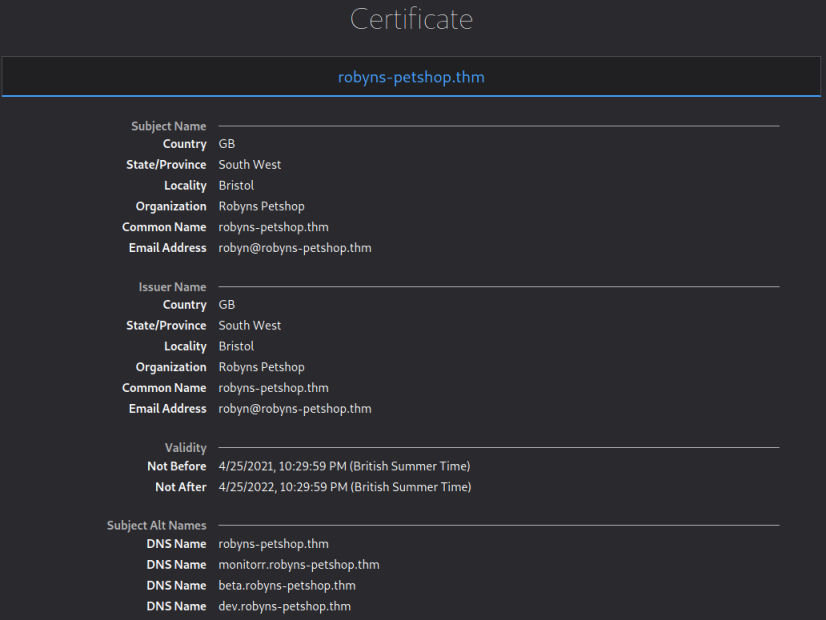 Certificate
robyns-petshop.thm
Subject Name
Country GB
State/Province South West
Locality Bristol
Organization Robyns Petshop
Common Name robyns-petshop.thm
Email Address robyn@robyns-petshop.thm
Issuer Name
Country GB
State/Province South West
Locality Bristol
Organization Robyns Petshop
Common Name robyns-petshop.thm
Email Address robyn@robyns-petshop.thm
Validity
Not Before 4/25/2021, 10:29:59 PM (British Summer Time)
Not After 4/25/2022, 10:29:59 PM (British Summer Time)
Subject Alt Names
DNS Name robyns-petshop.thm
DNS Name monitorr.robyns-petshop.thm
DNS Name beta.robyns-petshop.thm
DNS Name dev.robyns-petshop.thm